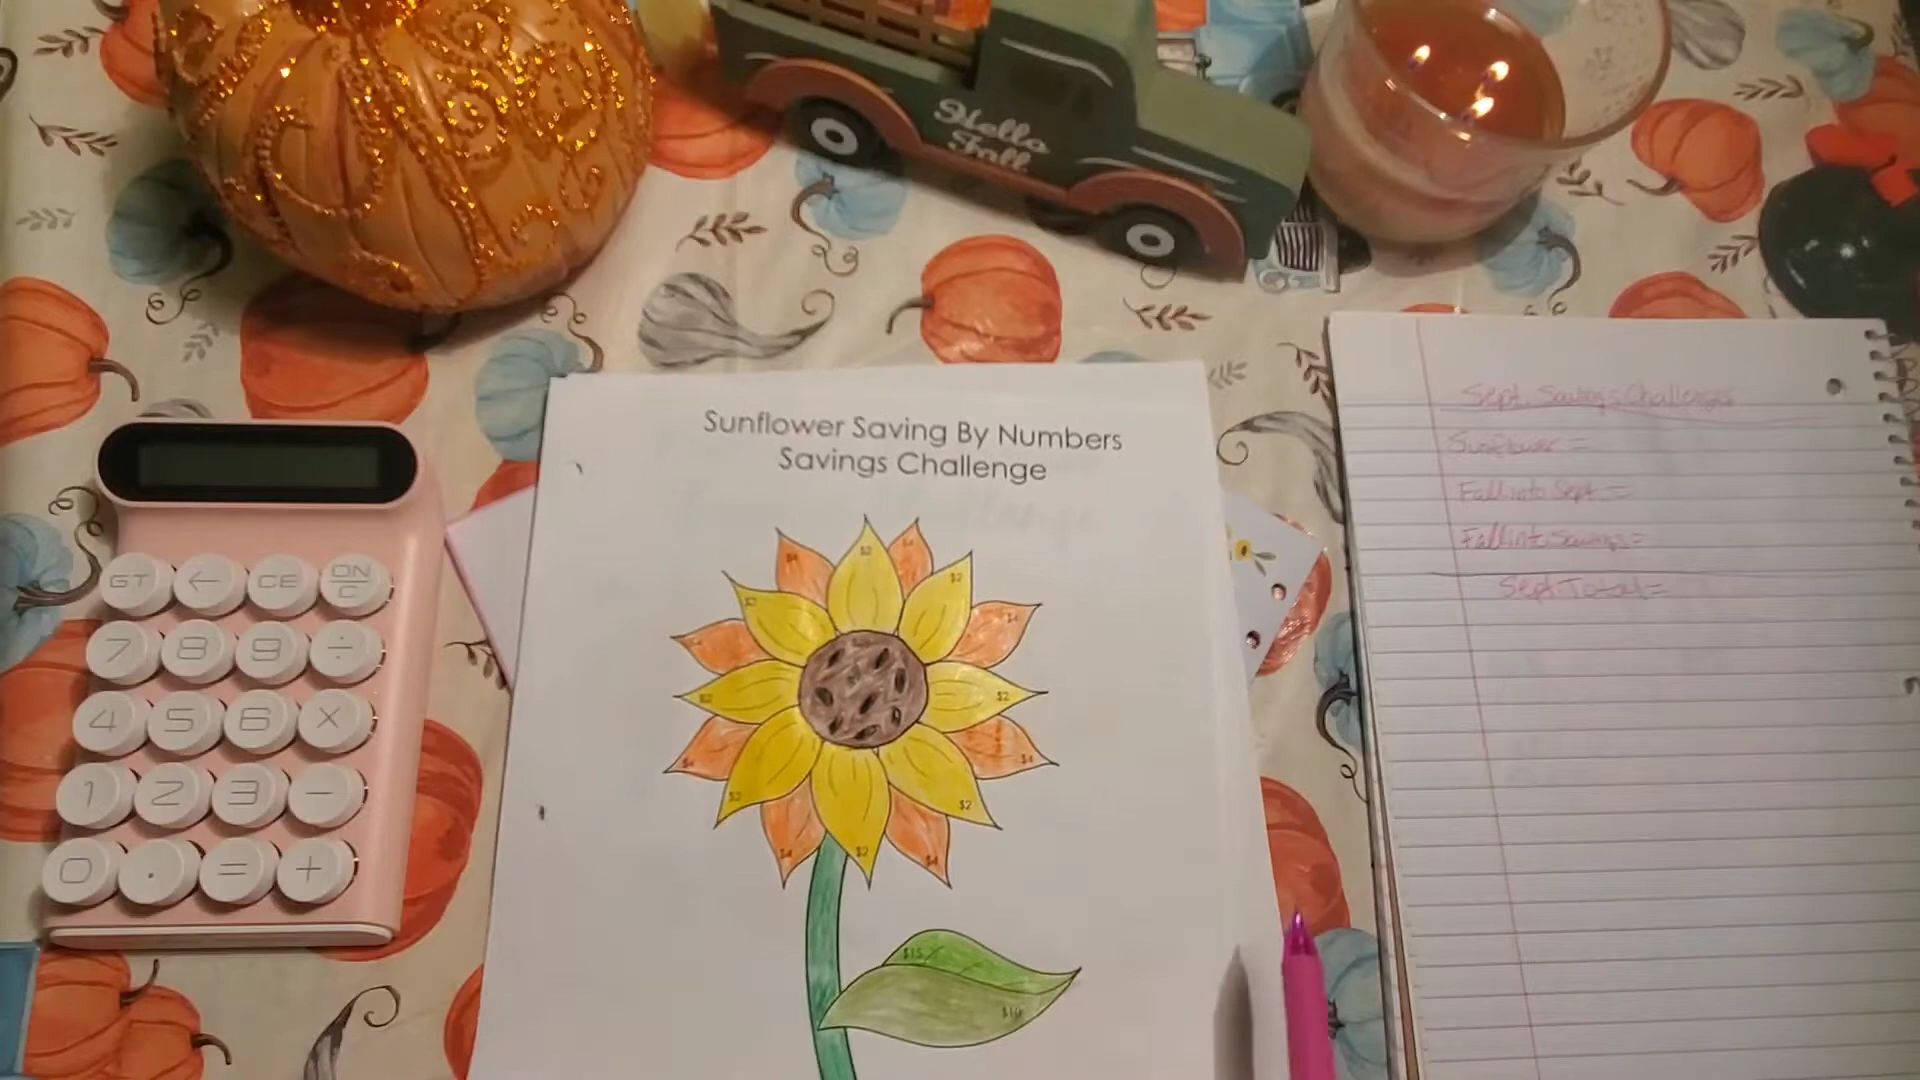 Hello
Fall
Sunflower Saving By Numbers
Savings Challenge
Sept. Savings Challenges
Sunflower =
Fall into Sept =
Fall into Savings =
Sept Total =
GT ← CE ON/C
7 8 9 ÷
4 5 6 X
1 2 3 −
0 . = +
$2
$4
$2
$4
$2
$2
$2
$4
$2
$2
$4
$2
$4
$15
$10